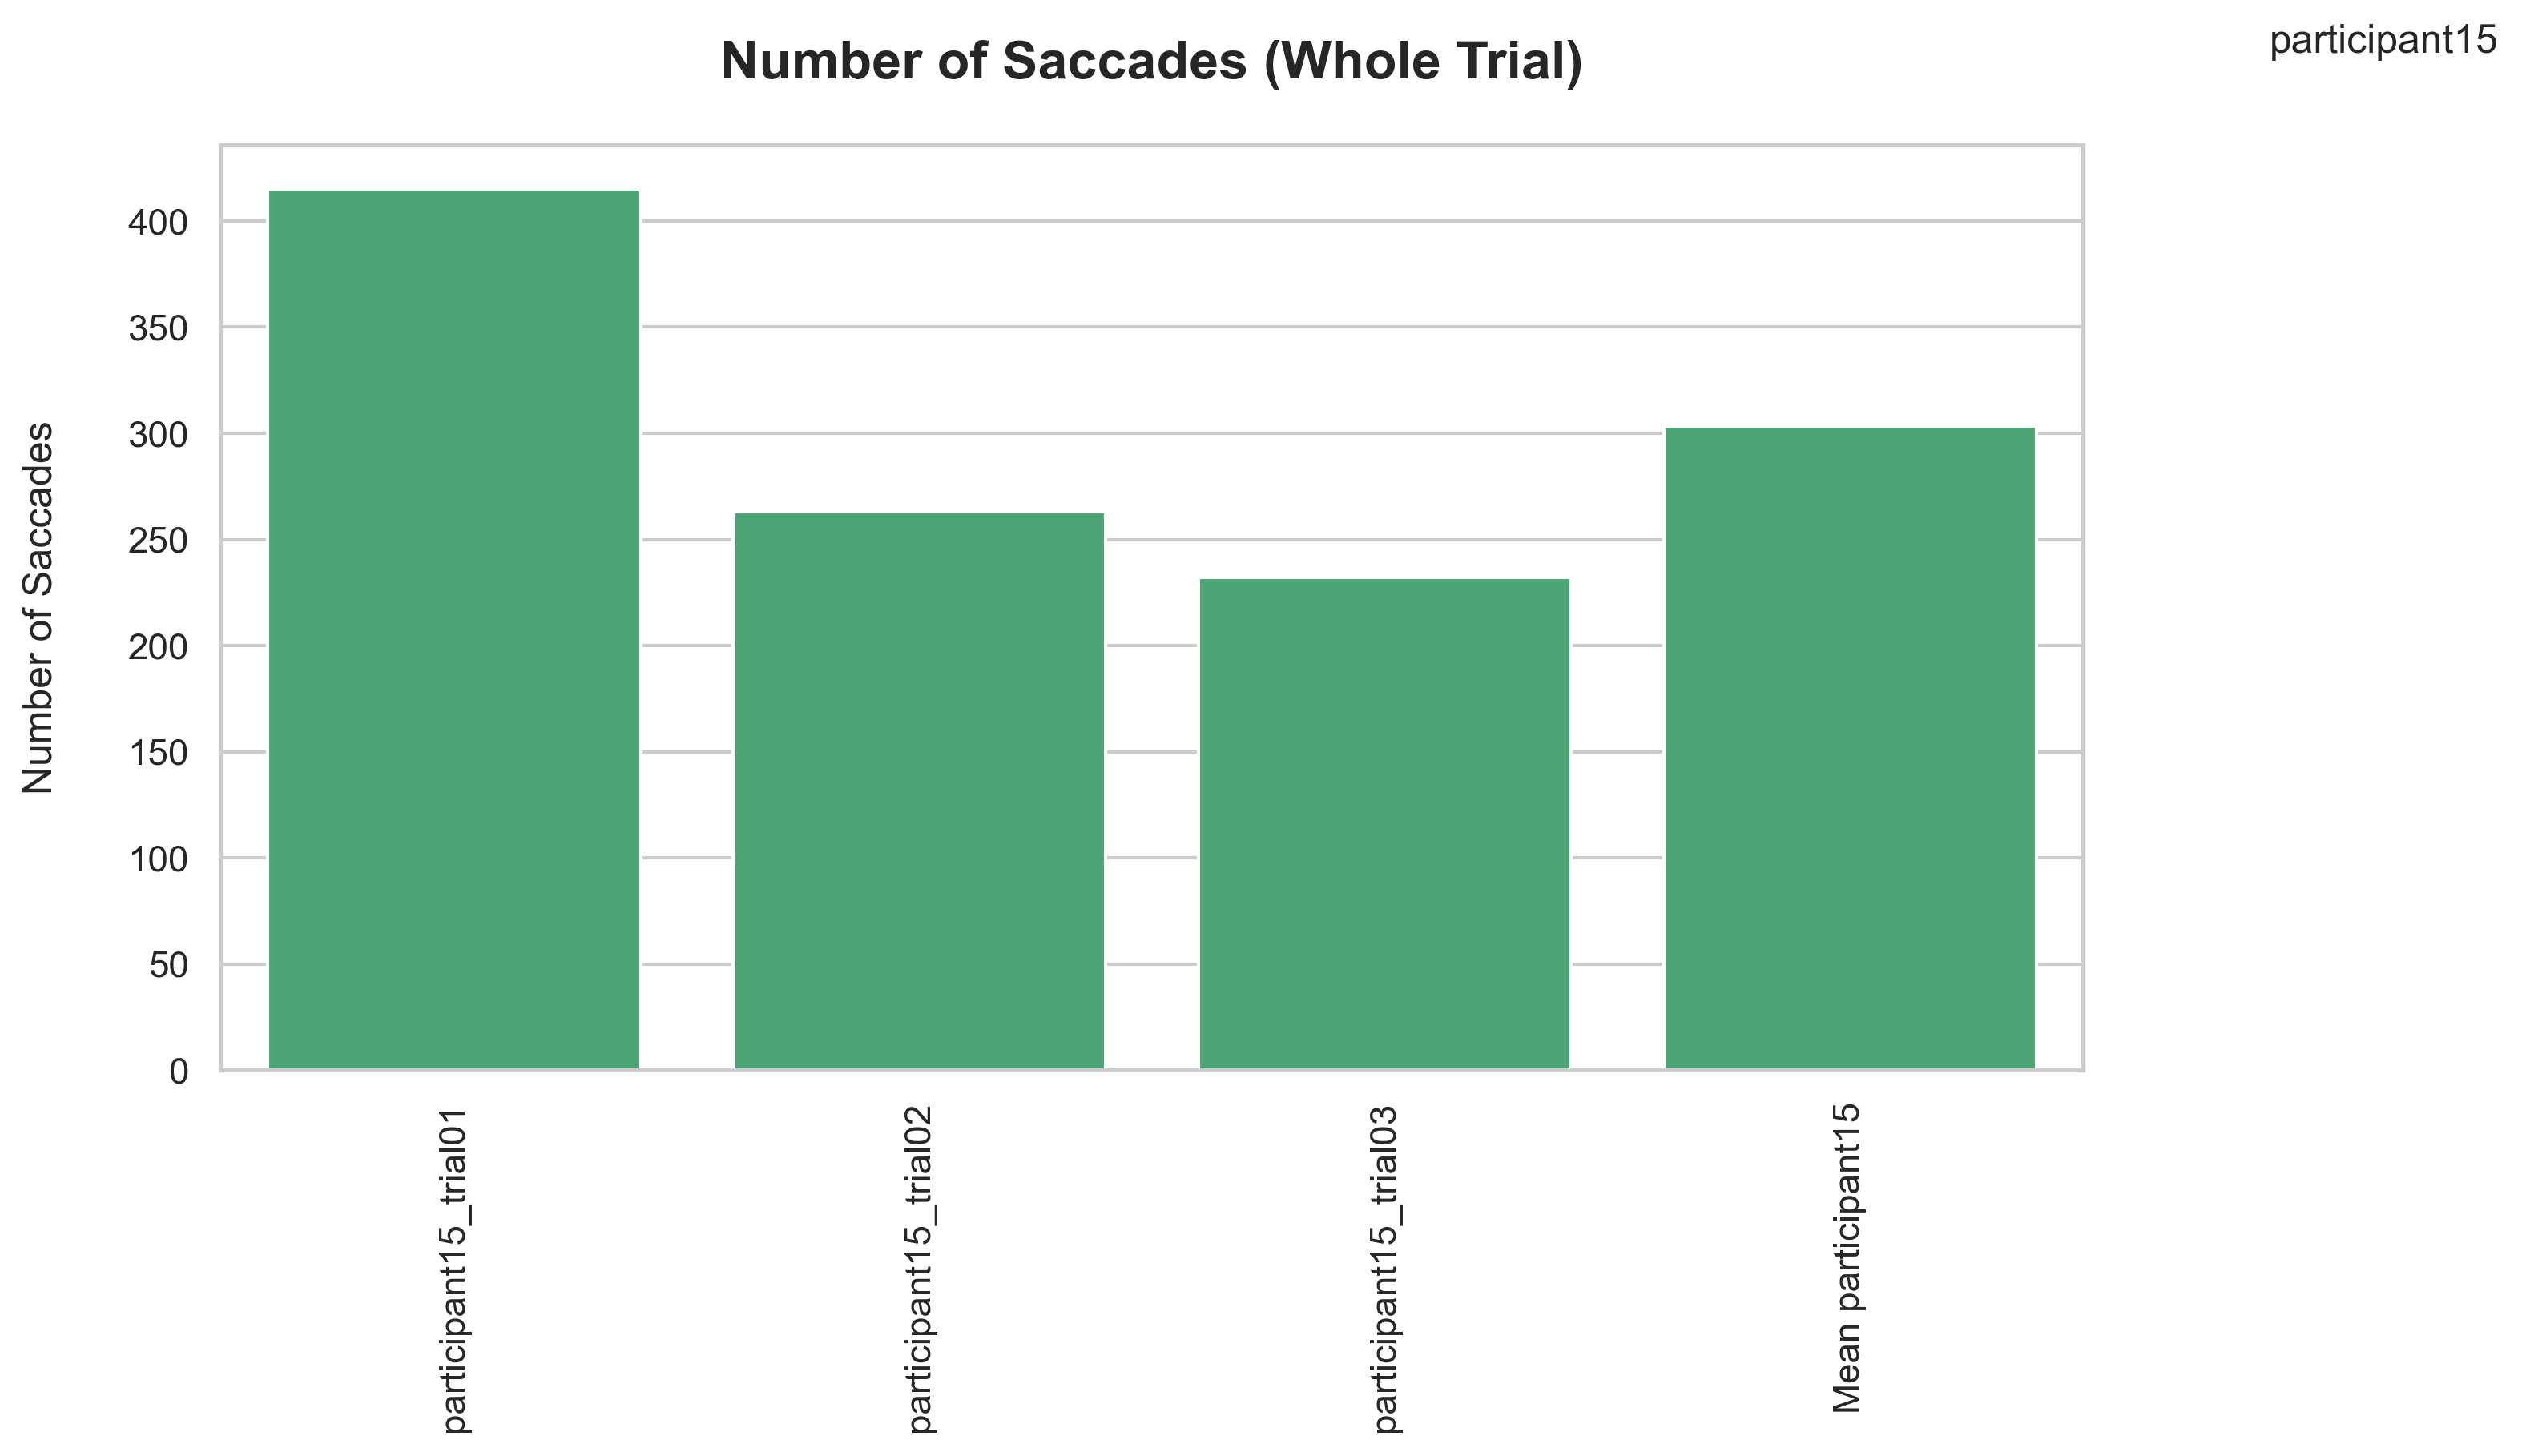 participant15
Number of Saccades (Whole Trial)
Number of Saccades
400
350
300
250
200
150
100
50
0
participant15_trial01
participant15_trial02
participant15_trial03
Mean participant15